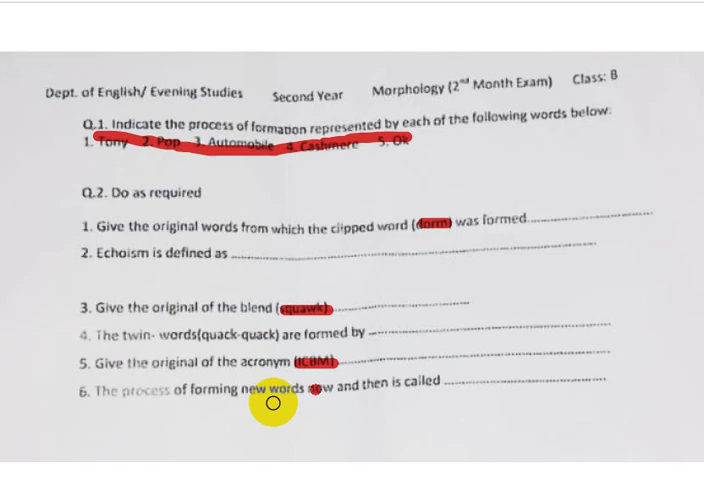 Dept. of English/ Evening Studies Second Year Morphology (2nd Month Exam) Class: B
Q.1. Indicate the process of formation represented by each of the following words below:
1. Tony 2. Pop 3. Automobile 4. Cashmere 5. Ok
Q.2. Do as required
1. Give the original words from which the clipped word (dorm) was formed...............................
2. Echoism is defined as ...............................................................
3. Give the original of the blend (squawk)...............................
4. The twin- words(quack-quack) are formed by ...............................................
5. Give the original of the acronym (ICBM)...............................................
6. The process of forming new words now and then is called ...............................